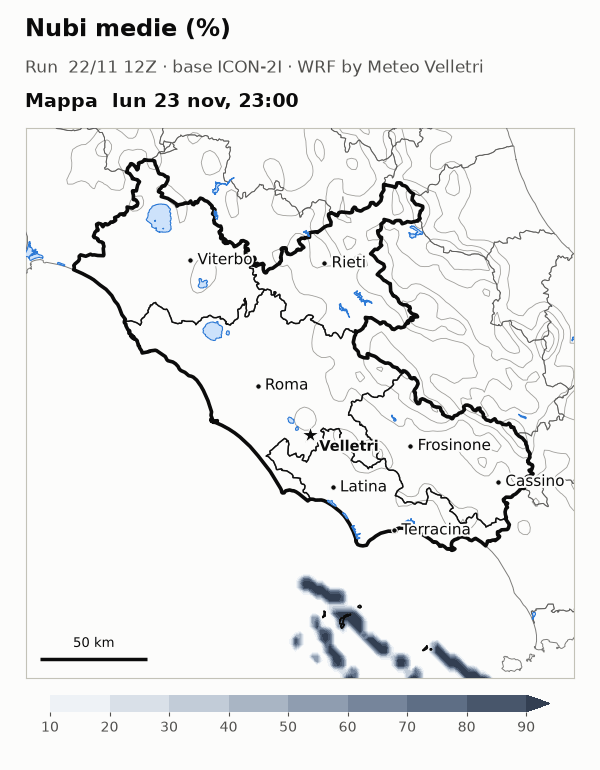 Nubi medie (%)
Run  22/11 12Z · base ICON-2I · WRF by Meteo Velletri
Mappa  lun 23 nov, 23:00
Viterbo
Rieti
Roma
Velletri
Frosinone
Cassino
Latina
Terracina
50 km
10 20 30 40 50 60 70 80 90